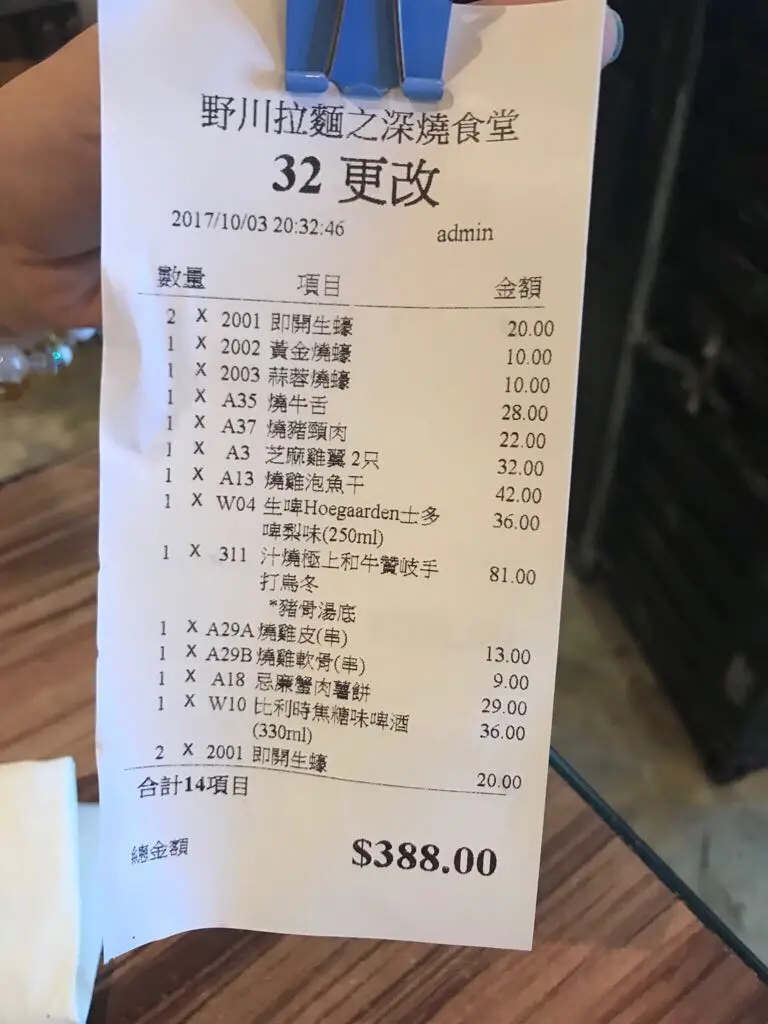 野川拉麵之深燒食堂
32 更改
2017/10/03 20:32:46 admin
數量 項目 金額
2 X 2001 即開生蠔 20.00
1 X 2002 黃金燒蠔 10.00
1 X 2003 蒜蓉燒蠔 10.00
1 X A35 燒牛舌 28.00
1 X A37 燒豬頸肉 22.00
1 X A3 芝麻雞翼 2只 32.00
1 X A13 燒雞泡魚干 42.00
1 X W04 生啤Hoegaarden士多 36.00
啤梨味(250ml)
1 X 311 汁燒極上和牛贊岐手 81.00
打烏冬
*豬骨湯底
1 X A29A 燒雞皮(串) 13.00
1 X A29B 燒雞軟骨(串) 9.00
1 X A18 忌廉蟹肉薯餅 29.00
1 X W10 比利時焦糖味啤酒 36.00
(330ml)
2 X 2001 即開生蠔 20.00
合計14項目
總金額 $388.00